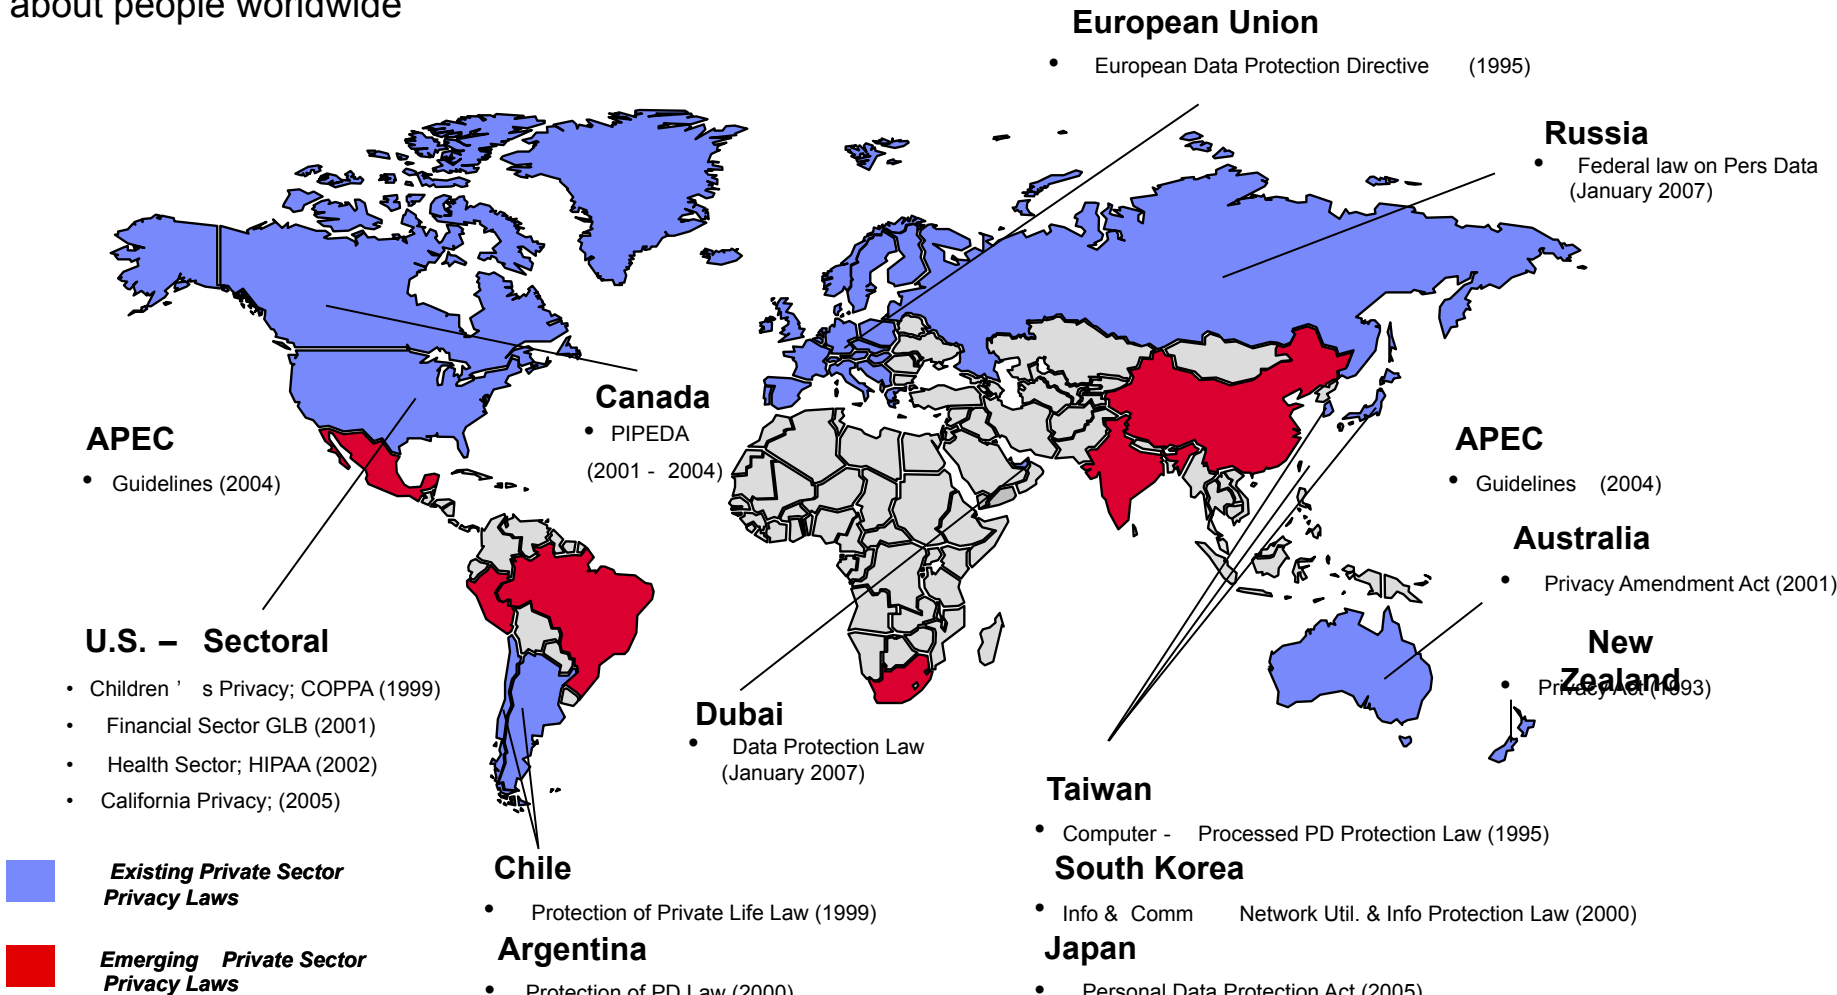 about people worldwide
European Union
• European Data Protection Directive (1995)
Russia
• Federal law on Pers Data
(January 2007)
Canada
• PIPEDA
(2001 - 2004)
APEC
• Guidelines (2004)
APEC
• Guidelines (2004)
Australia
• Privacy Amendment Act (2001)
New
Zealand
• Privacy Act (1993)
U.S. – Sectoral
• Children ’ s Privacy; COPPA (1999)
• Financial Sector GLB (2001)
• Health Sector; HIPAA (2002)
• California Privacy; (2005)
Dubai
• Data Protection Law
(January 2007)
Taiwan
• Computer - Processed PD Protection Law (1995)
Chile
• Protection of Private Life Law (1999)
South Korea
• Info & Comm Network Util. & Info Protection Law (2000)
Argentina
• Protection of PD Law (2000)
Japan
• Personal Data Protection Act (2005)
Existing Private Sector
Privacy Laws
Emerging Private Sector
Privacy Laws